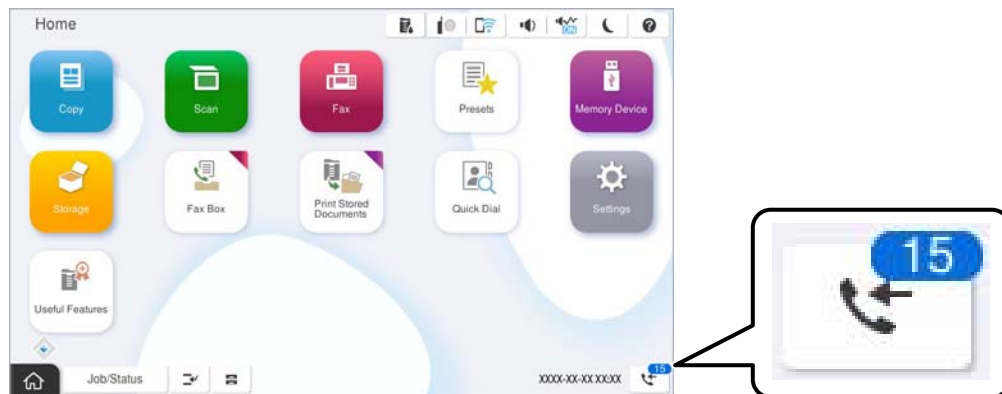 Home
ON
Copy
Scan
Fax
Presets
Memory Device
Storage
Fax Box
Print Stored
Documents
Quick Dial
Settings
Useful Features
Job/Status
XXXX-XX-XX XX:XX
15
15